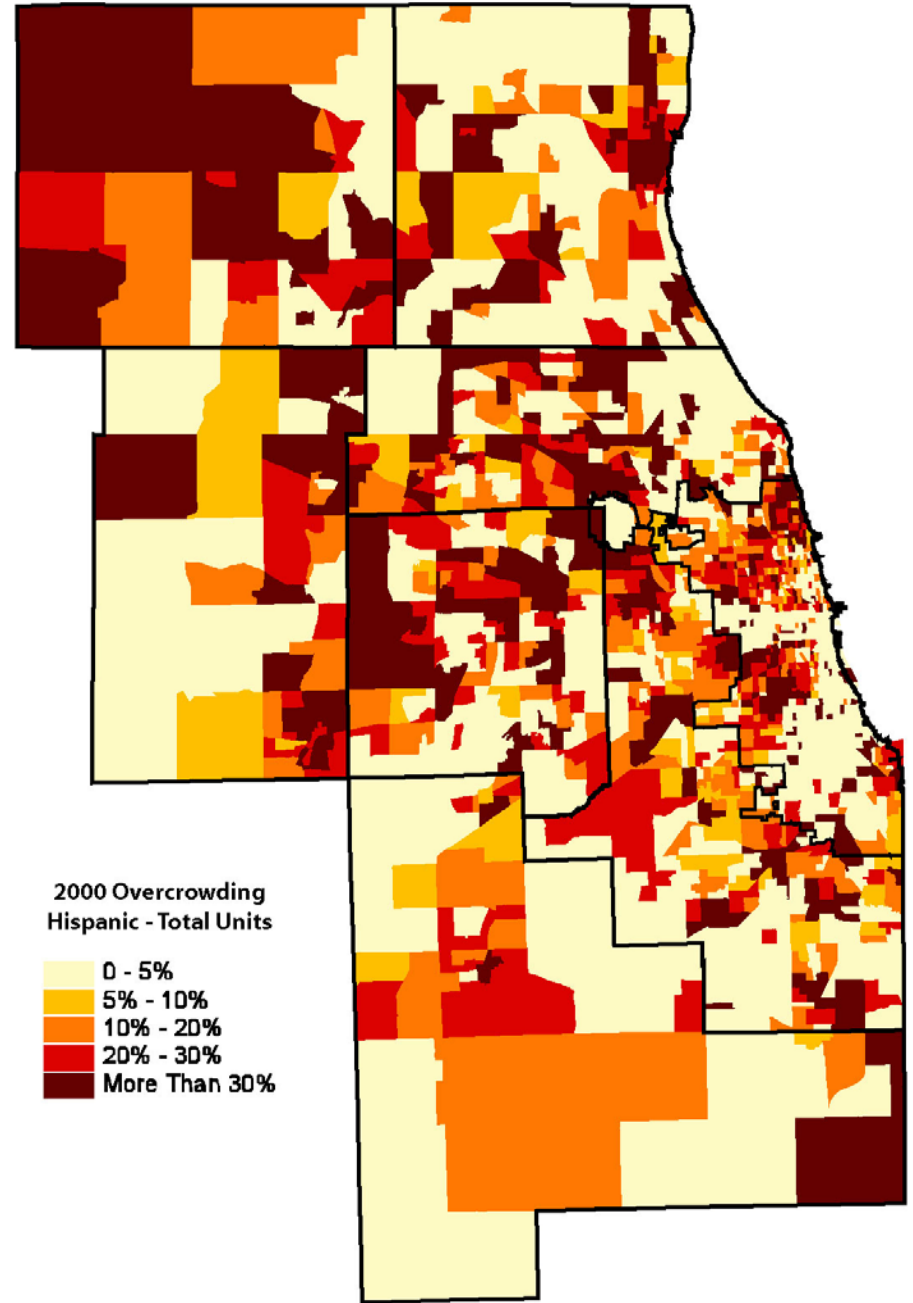 2000 Overcrowding
Hispanic - Total Units
0 - 5%
5% - 10%
10% - 20%
20% - 30%
More Than 30%